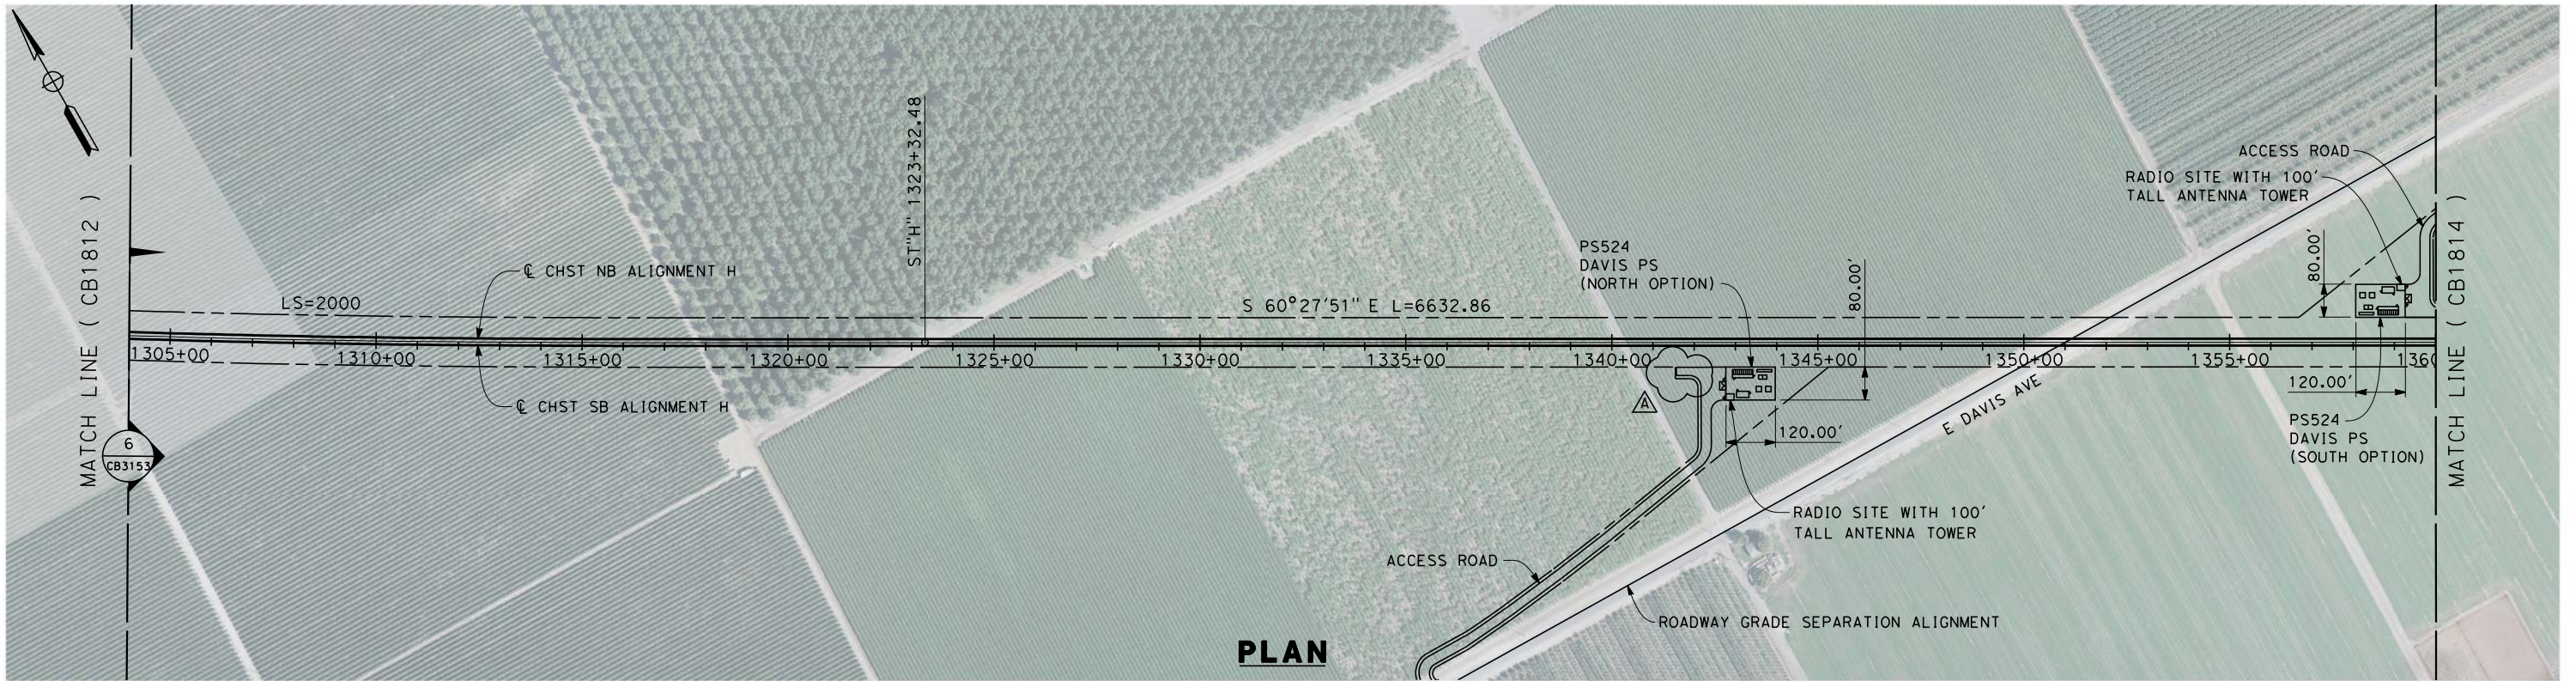 MATCH LINE ( CB1812 )
6
CB3153
LS=2000
℄ CHST NB ALIGNMENT H
℄ CHST SB ALIGNMENT H
ST"H" 1323+32.48
S 60°27'51" E L=6632.86
1305+00
1310+00
1315+00
1320+00
1325+00
1330+00
1335+00
1340+00
1345+00
1350+00
1355+00
1360
PS524
DAVIS PS
(NORTH OPTION)
80.00'
120.00'
A
RADIO SITE WITH 100'
TALL ANTENNA TOWER
ACCESS ROAD
ROADWAY GRADE SEPARATION ALIGNMENT
E DAVIS AVE
ACCESS ROAD
RADIO SITE WITH 100'
TALL ANTENNA TOWER
80.00'
120.00'
PS524
DAVIS PS
(SOUTH OPTION)
MATCH LINE ( CB1814 )
PLAN